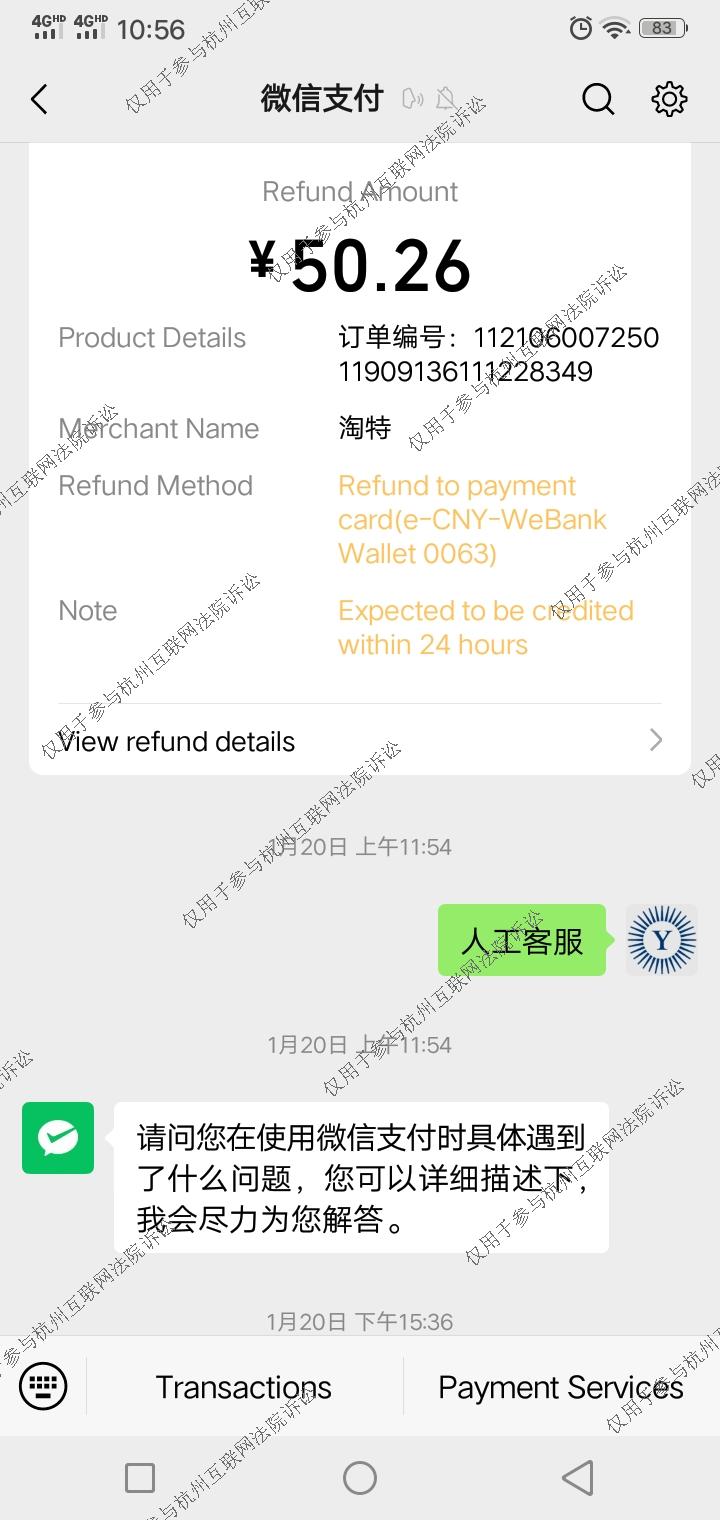 4GHD 4GHD 10:56 83
微信支付
Refund Amount
¥50.26
Product Details 订单编号：112106007250
11909136111228349
Merchant Name 淘特
Refund Method Refund to payment
card(e-CNY-WeBank
Wallet 0063)
Note Expected to be credited
within 24 hours
View refund details
1月20日 上午11:54
人工客服
Y
1月20日 上午11:54
请问您在使用微信支付时具体遇到
了什么问题，您可以详细描述下，
我会尽力为您解答。
1月20日 下午15:36
Transactions Payment Services
仅用于参与杭州互联网法院诉讼